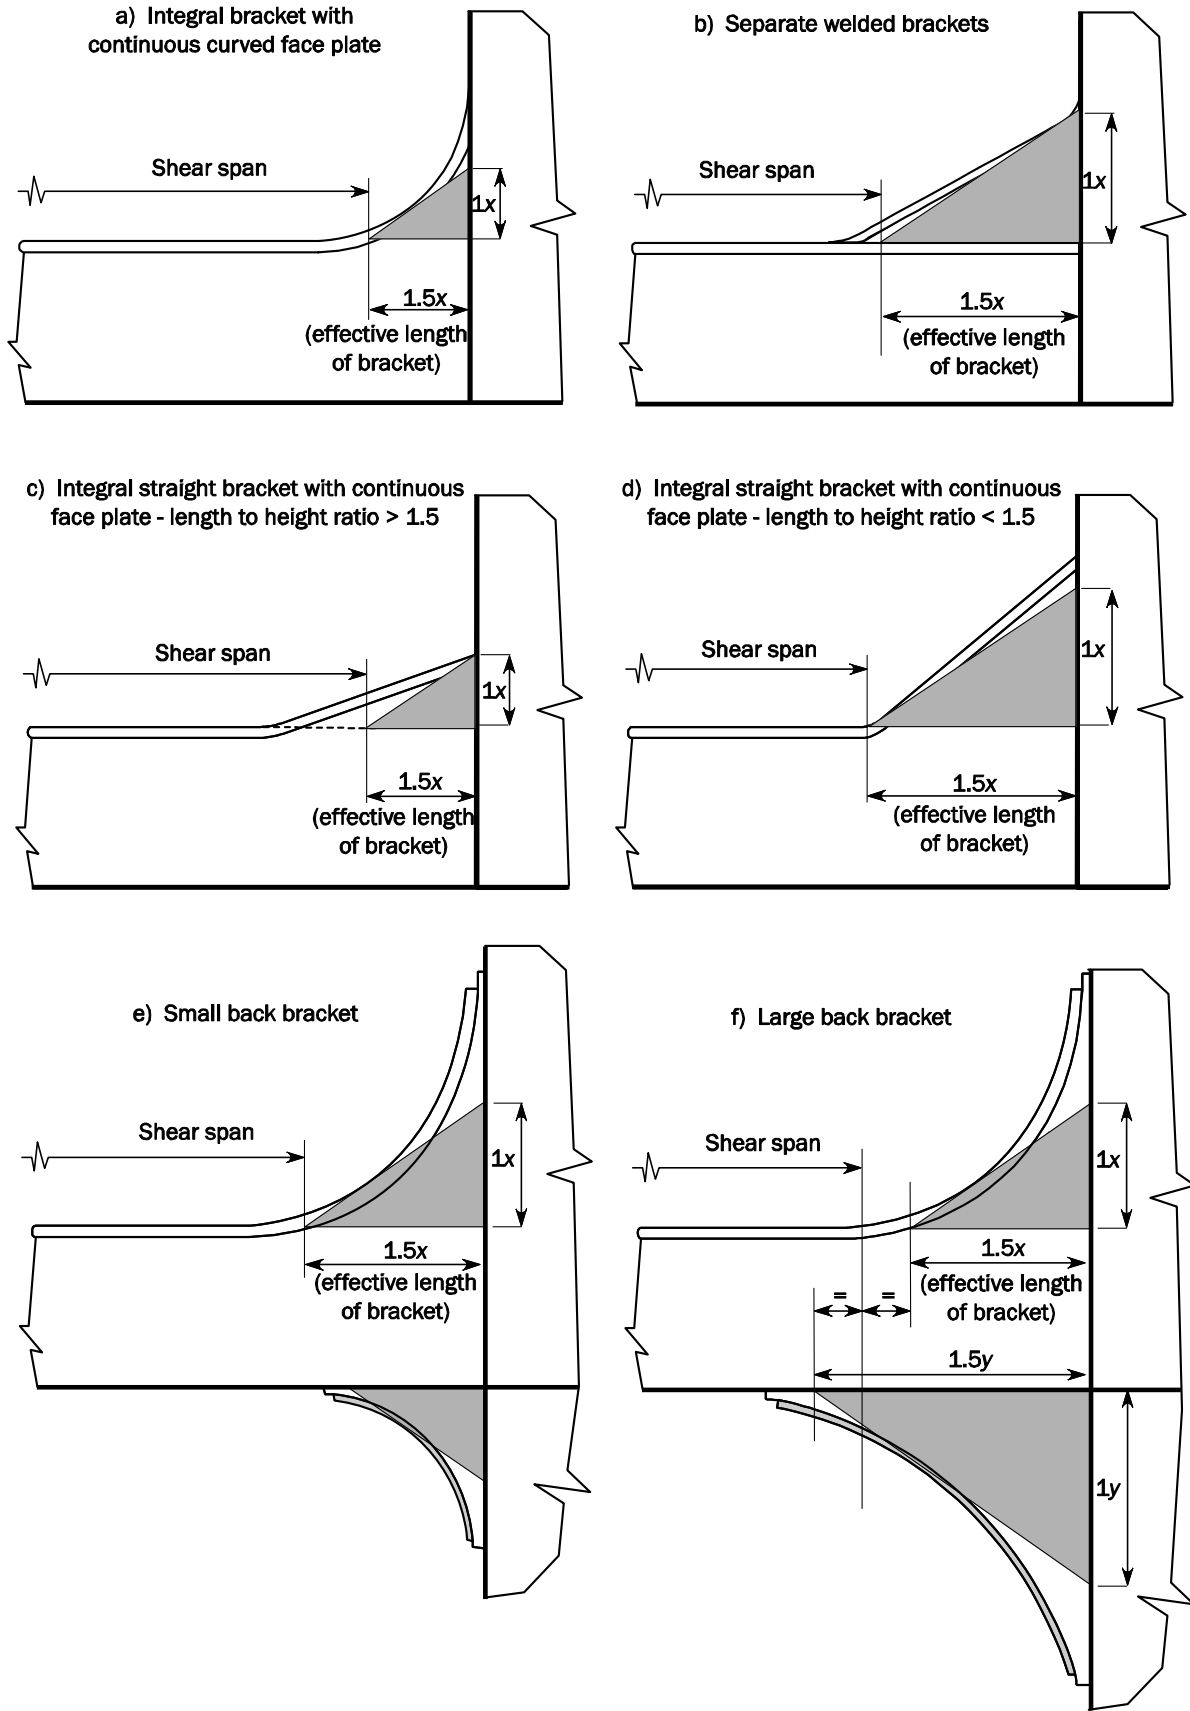 a) Integral bracket with
continuous curved face plate
Shear span
1x
1.5x
(effective length
of bracket)
b) Separate welded brackets
Shear span
1x
1.5x
(effective length
of bracket)
c) Integral straight bracket with continuous
face plate - length to height ratio > 1.5
Shear span
1x
1.5x
(effective length
of bracket)
d) Integral straight bracket with continuous
face plate - length to height ratio < 1.5
Shear span
1x
1.5x
(effective length
of bracket)
e) Small back bracket
Shear span
1x
1.5x
(effective length
of bracket)
f) Large back bracket
Shear span
1x
1.5x
(effective length
of bracket)
= =
1.5y
1y